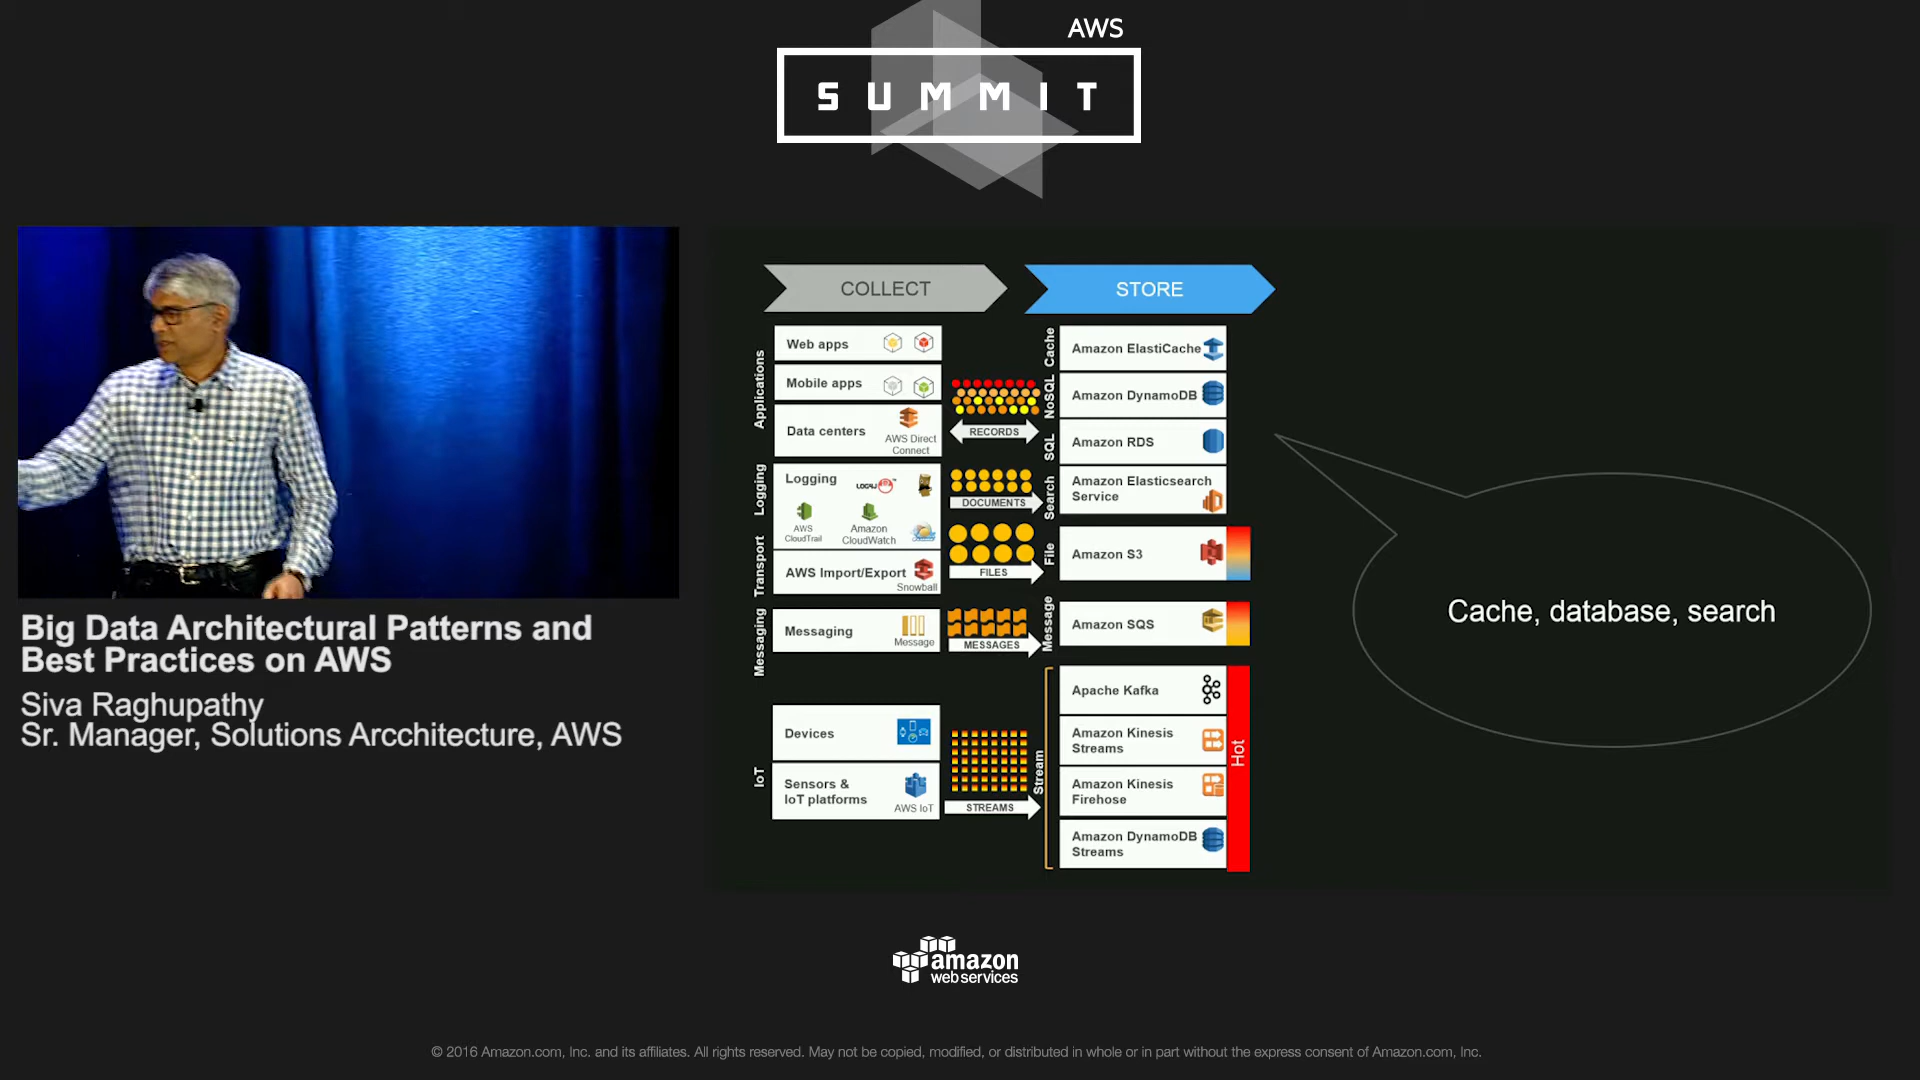 AWS
SUMMIT
COLLECT
STORE
Applications
Web apps
Mobile apps
Data centers
AWS Direct
Connect
RECORDS
Cache
Amazon ElastiCache
NoSQL
Amazon DynamoDB
SQL
Amazon RDS
Logging
Logging
LOG4J
AWS
CloudTrail
Amazon
CloudWatch
DOCUMENTS
Search
Amazon Elasticsearch
Service
Transport
AWS Import/Export
Snowball
FILES
File
Amazon S3
Messaging
Messaging
Message
MESSAGES
Message
Amazon SQS
IoT
Devices
Sensors &
IoT platforms
AWS IoT
STREAMS
Stream
Apache Kafka
Amazon Kinesis
Streams
Amazon Kinesis
Firehose
Amazon DynamoDB
Streams
Hot
Cache, database, search
Big Data Architectural Patterns and
Best Practices on AWS
Siva Raghupathy
Sr. Manager, Solutions Arcchitecture, AWS
amazon
webservices
© 2016 Amazon.com, Inc. and its affiliates. All rights reserved. May not be copied, modified, or distributed in whole or in part without the express consent of Amazon.com, Inc.